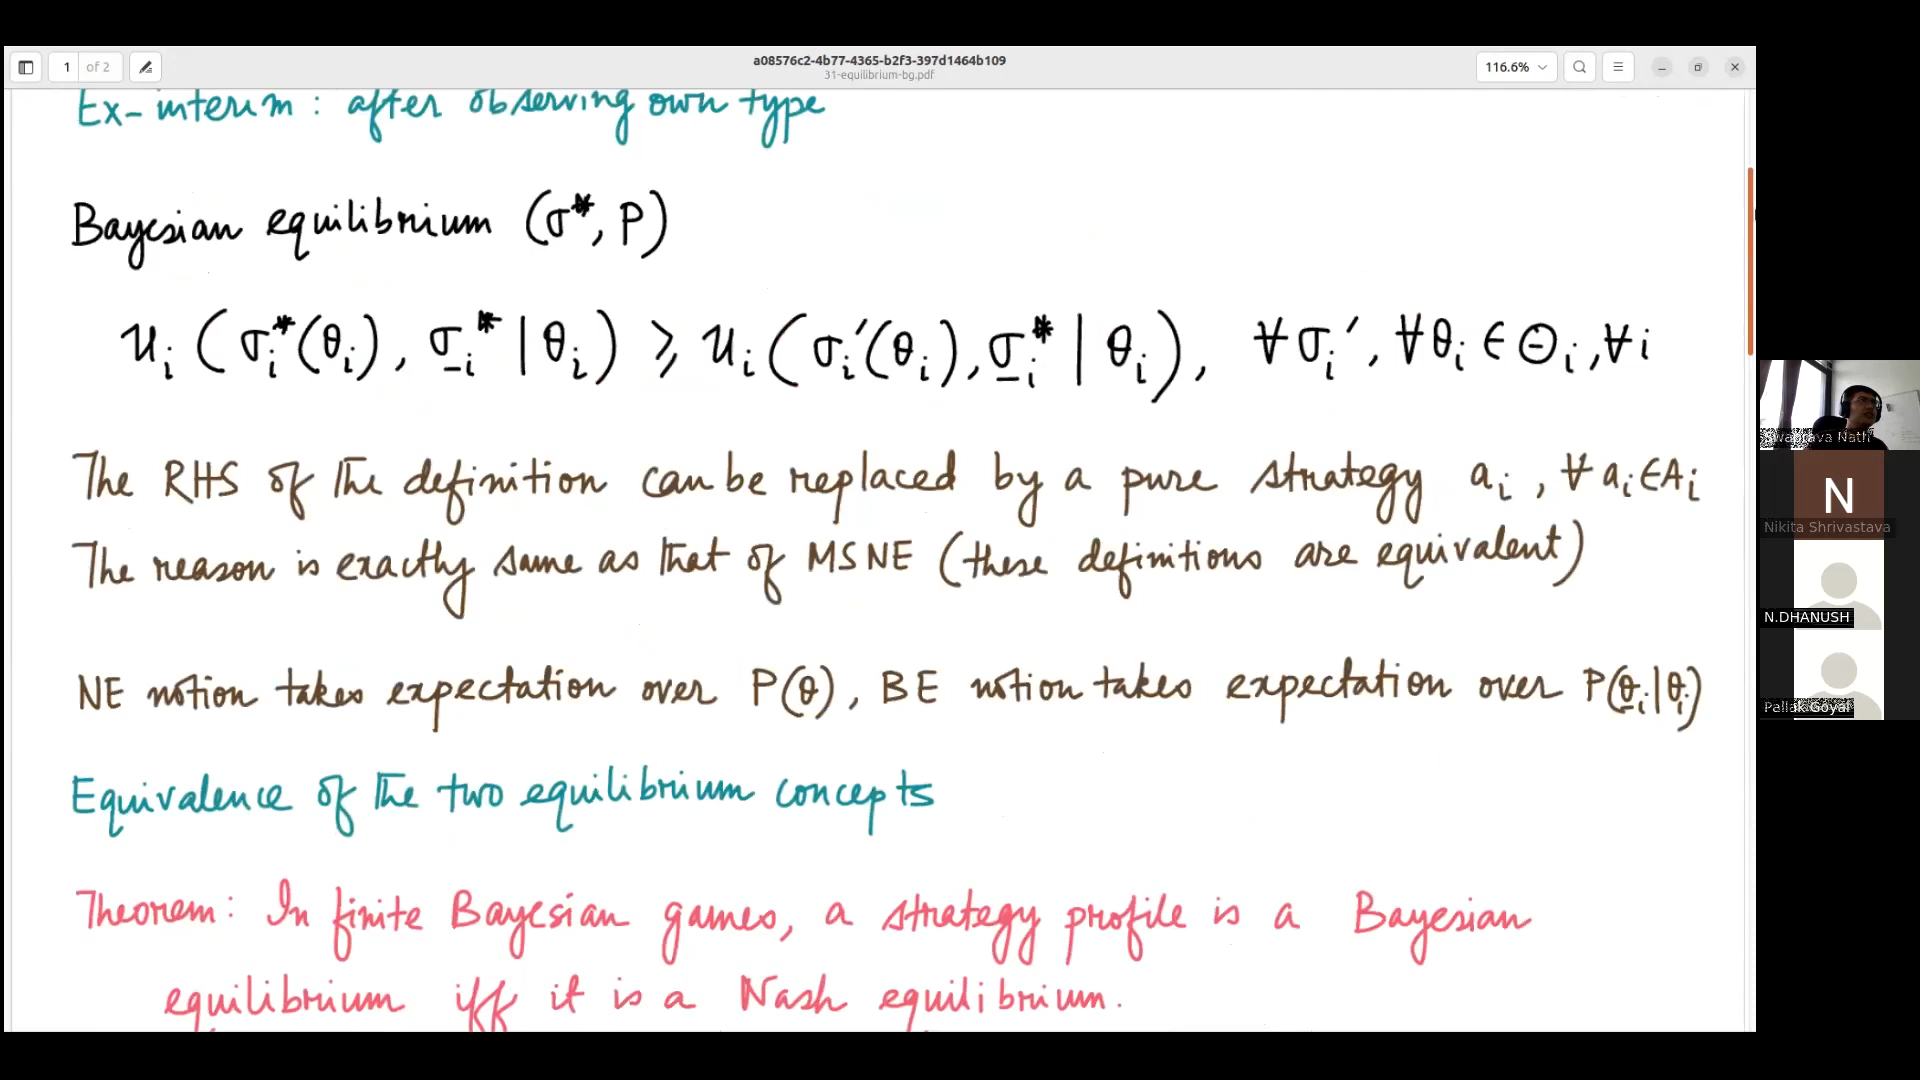 a08576c2-4b77-4365-b2f3-397d1464b109
1 of 2
31-equilibrium-bg.pdf
116.6%
Ex-interim : after observing own type
Bayesian equilibrium (σ*, P)
u_i (σ_i*(θ_i), σ_-i* | θ_i) ⩾ u_i (σ_i'(θ_i), σ_-i* | θ_i), ∀σ_i', ∀θ_i ∈ Θ_i, ∀i
The RHS of the definition can be replaced by a pure strategy a_i, ∀ a_i ∈ A_i
The reason is exactly same as that of MSNE (these definitions are equivalent)
NE notion takes expectation over P(θ), BE notion takes expectation over P(θ_-i|θ_i)
Equivalence of the two equilibrium concepts
Theorem: In finite Bayesian games, a strategy profile is a Bayesian
equilibrium iff it is a Nash equilibrium.
Swaprava Nath
N
Nikita Shrivastava
N.DHANUSH
Pallak Goyal